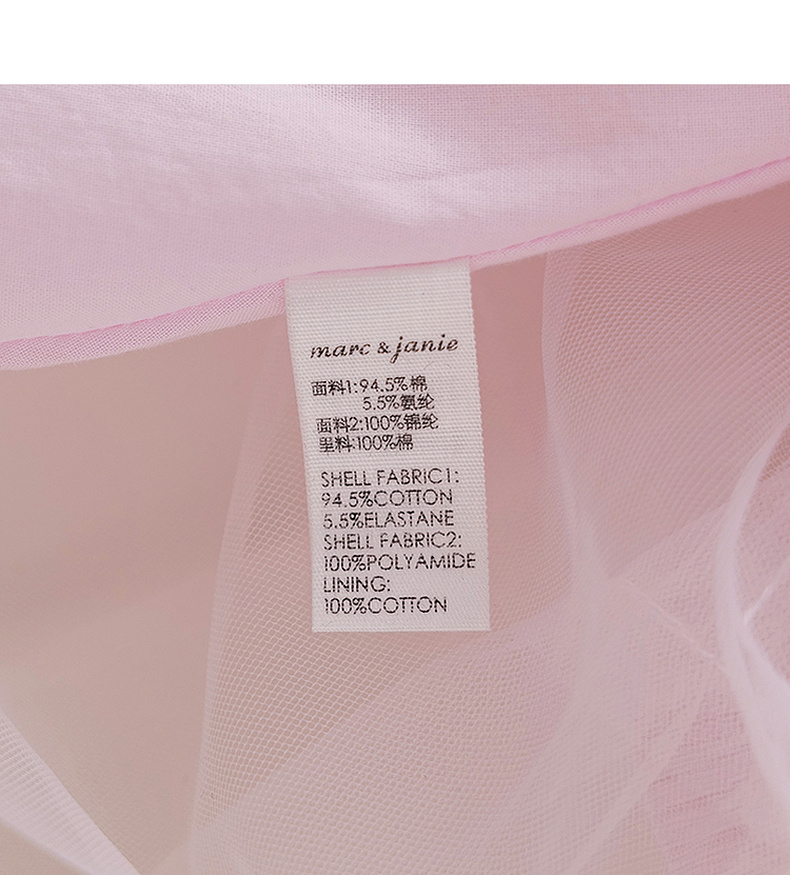 marc & janie
面料1:94.5%棉
5.5%氨纶
面料2:100%锦纶
里料:100%棉
SHELL FABRIC1:
94.5%COTTON
5.5%ELASTANE
SHELL FABRIC2:
100%POLYAMIDE
LINING:
100%COTTON